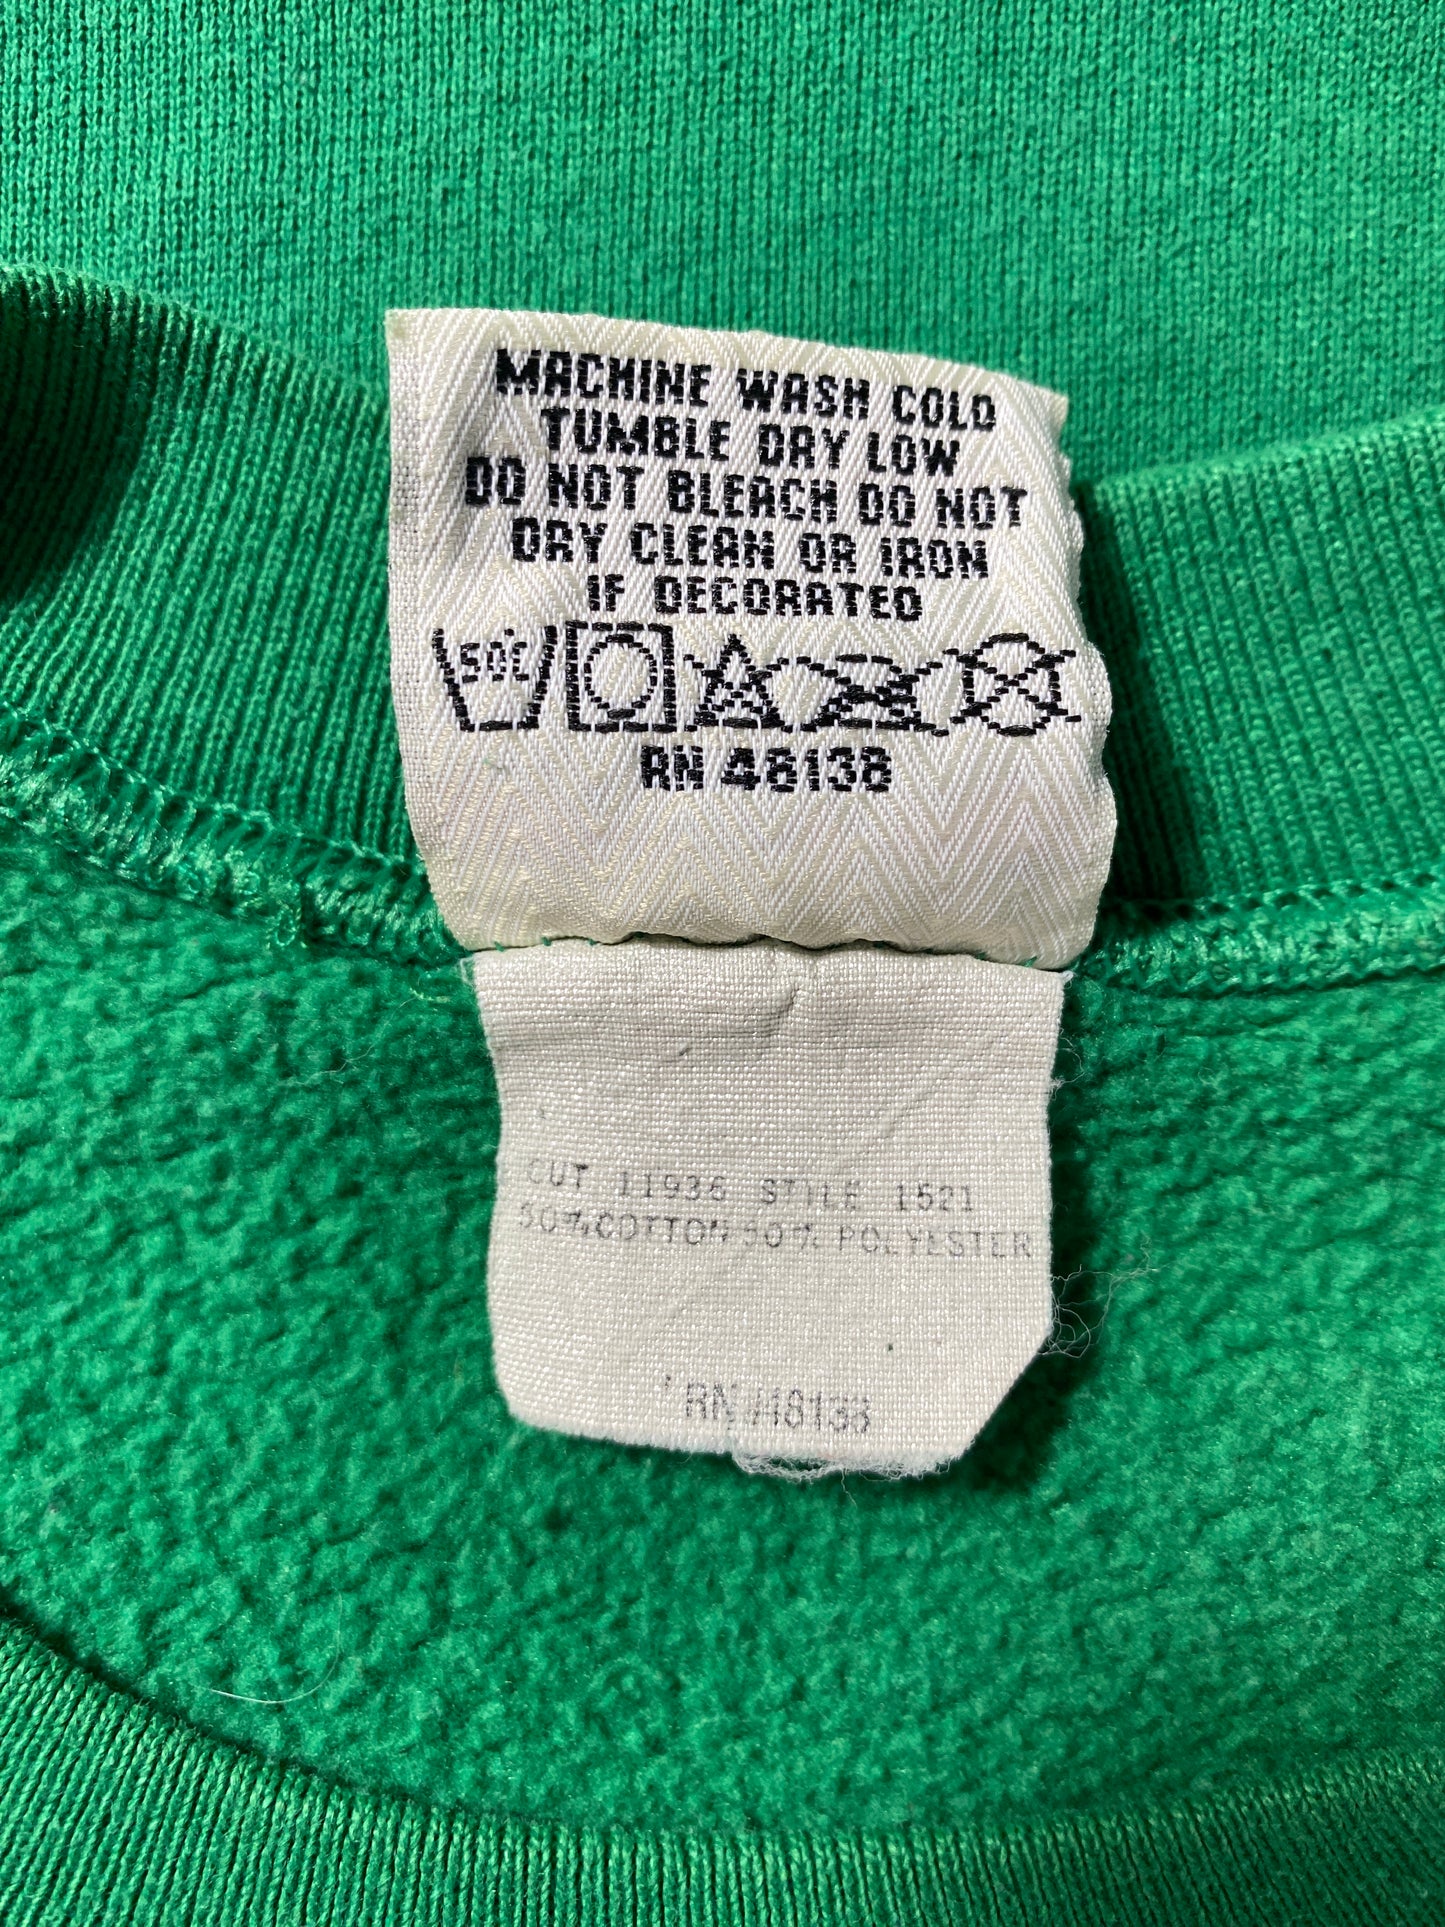 MACHINE WASH COLD
TUMBLE DRY LOW
DO NOT BLEACH DO NOT
DRY CLEAN OR IRON
IF DECORATED
50°C
RN 48138
CUT 11936 STYLE 1521
50% COTTON 50% POLYESTER
RN #48138